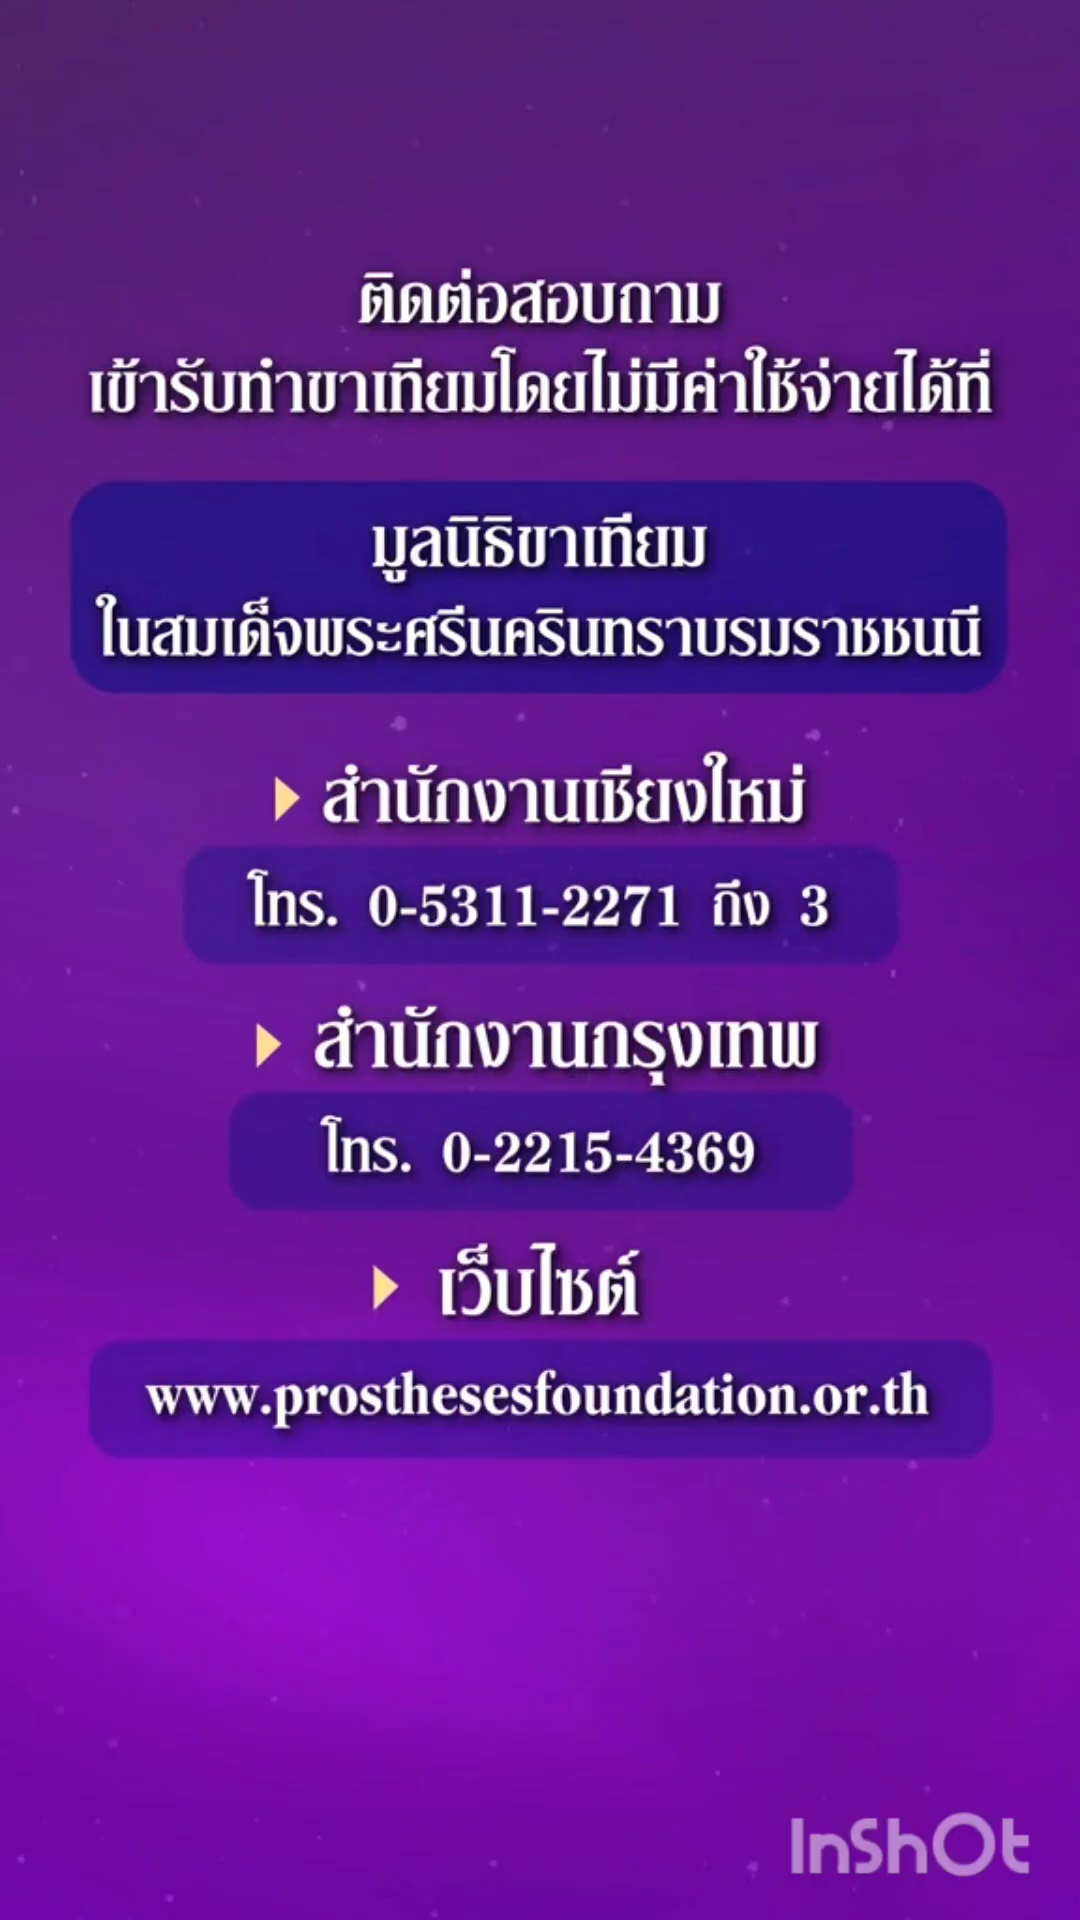 ติดต่อสอบถาม
เข้ารับทำขาเทียมโดยไม่มีค่าใช้จ่ายได้ที่
มูลนิธิขาเทียม
ในสมเด็จพระศรีนครินทราบรมราชชนนี
สำนักงานเชียงใหม่
โทร. 0-5311-2271 ถึง 3
สำนักงานกรุงเทพ
โทร. 0-2215-4369
เว็บไซต์
www.prosthesesfoundation.or.th
InShOt